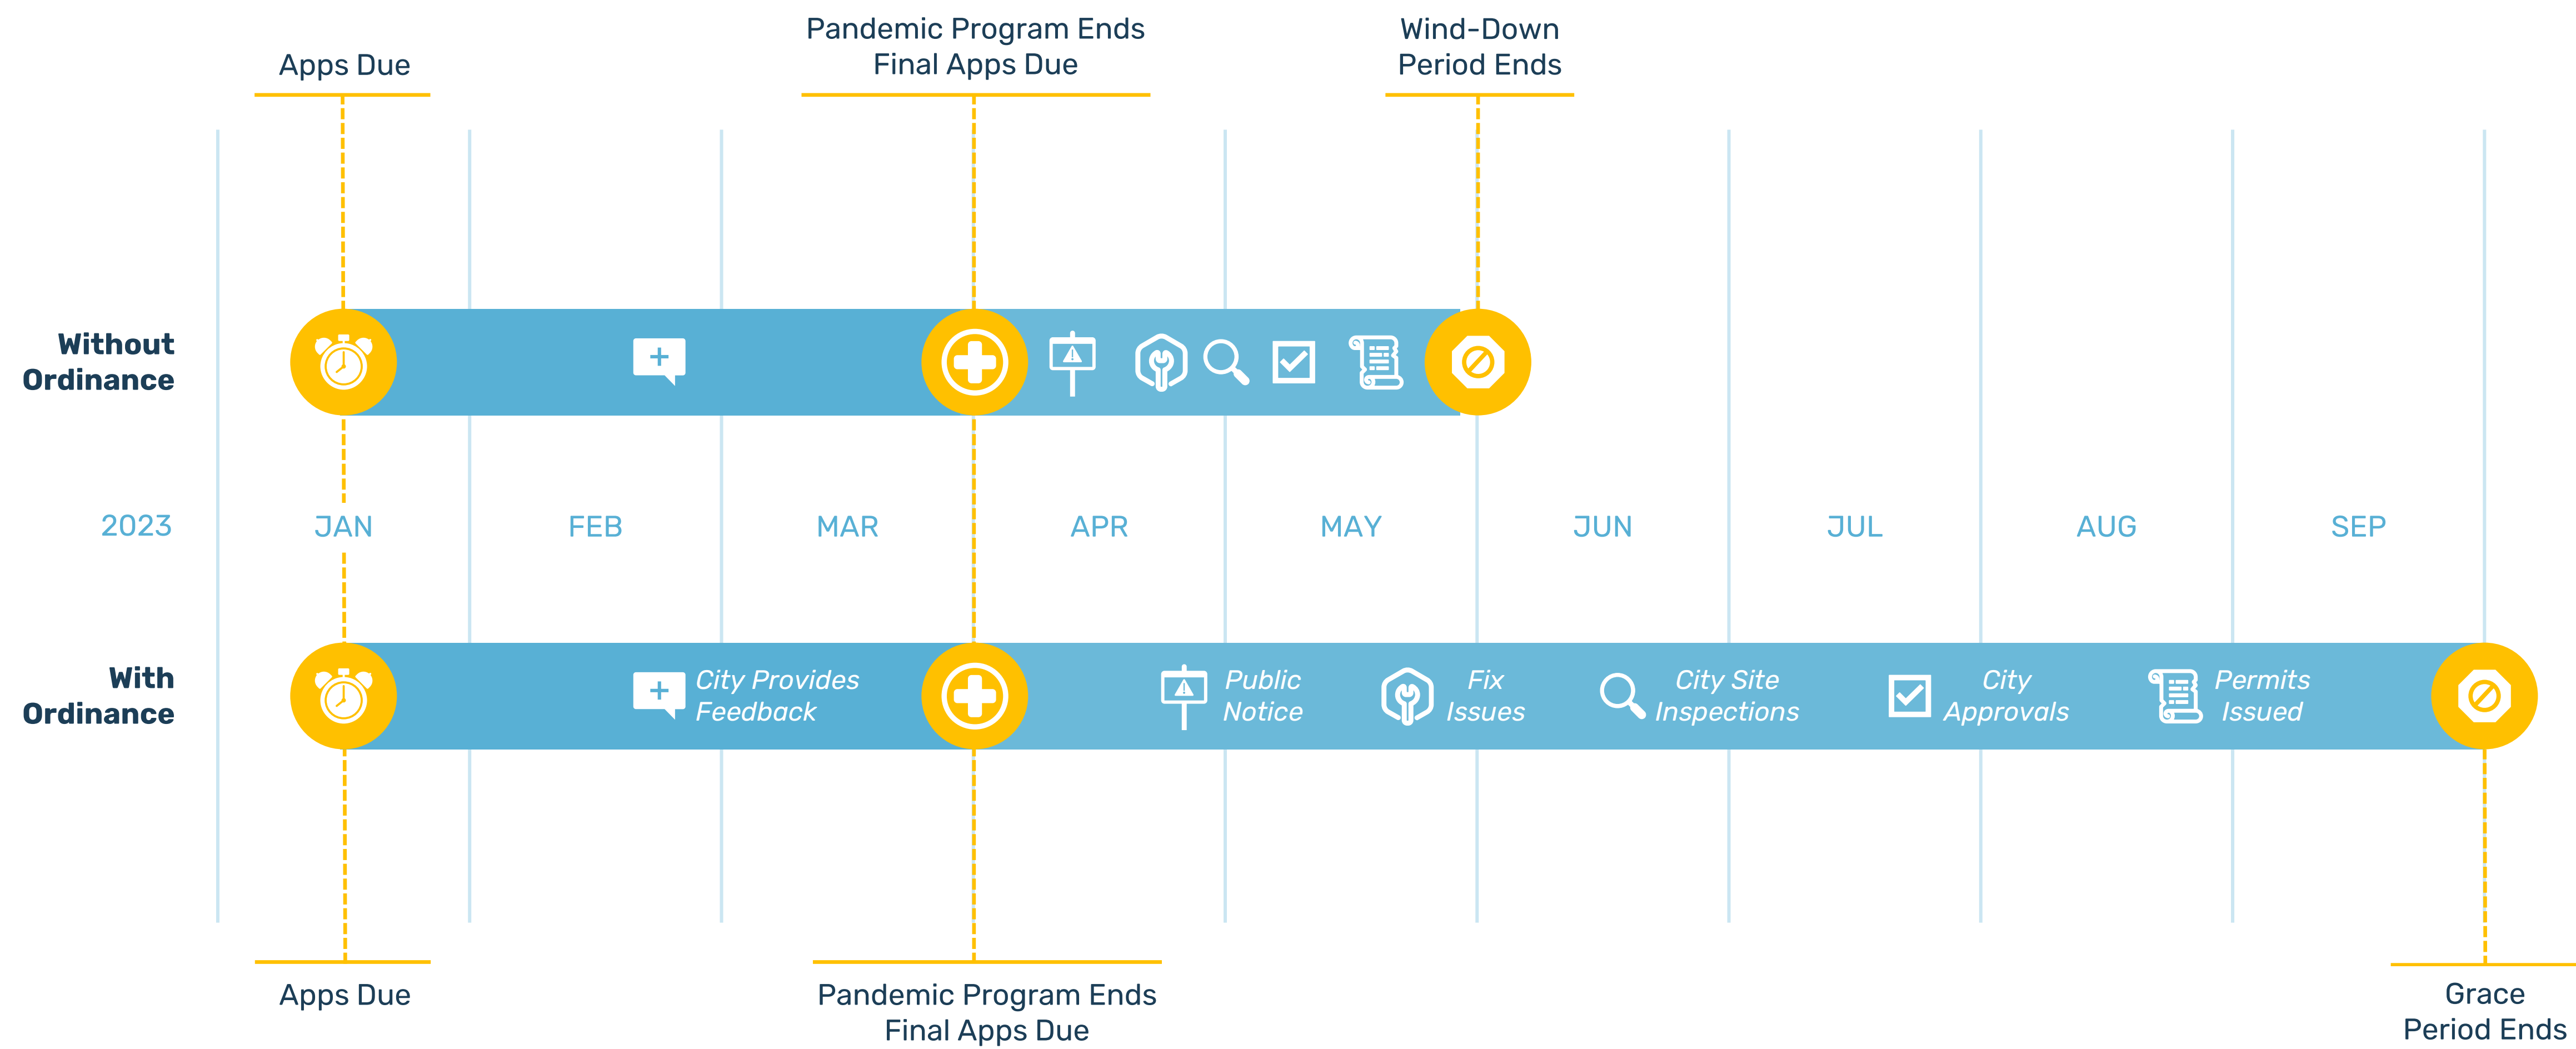 Apps Due
Pandemic Program Ends
Final Apps Due
Wind-Down
Period Ends
Without
Ordinance
2023
JAN
FEB
MAR
APR
MAY
JUN
JUL
AUG
SEP
With
Ordinance
City Provides
Feedback
Public
Notice
Fix
Issues
City Site
Inspections
City
Approvals
Permits
Issued
Apps Due
Pandemic Program Ends
Final Apps Due
Grace
Period Ends